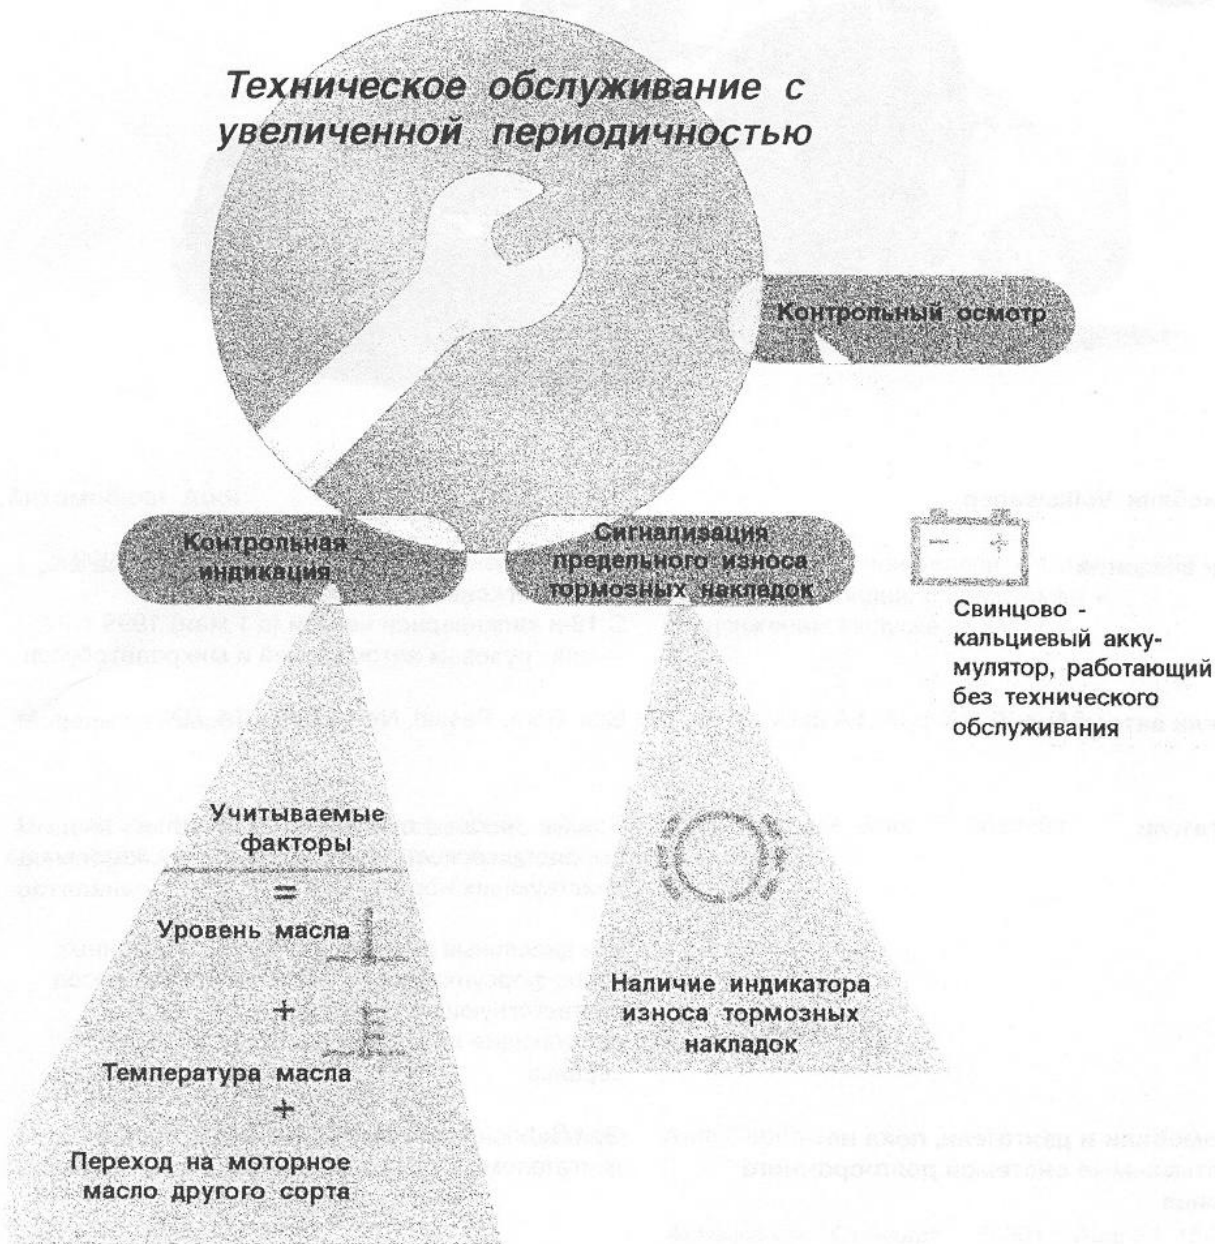 Техническое обслуживание с
увеличенной периодичностью
Контрольный осмотр
Контрольная
индикация
Сигнализация
предельного износа
тормозных накладок
Свинцово -
кальциевый акку-
мулятор, работающий
без технического
обслуживания
Учитываемые
факторы
=
Уровень масла
+
Температура масла
+
Переход на моторное
масло другого сорта
Наличие индикатора
износа тормозных
накладок